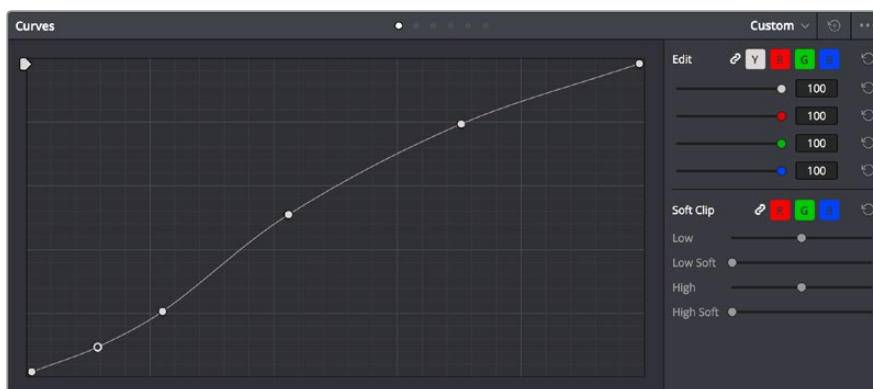 Curves
Custom
Edit Y R G B
100
100
100
100
Soft Clip R G B
Low
Low Soft
High
High Soft